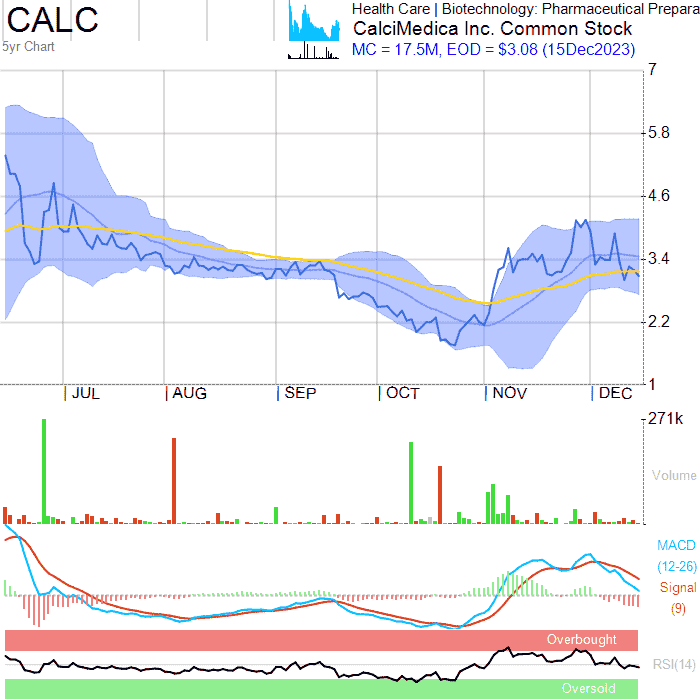 CALC
5yr Chart
Health Care | Biotechnology: Pharmaceutical Prepara
CalciMedica Inc. Common Stock
MC = 17.5M, EOD = $3.08 (15Dec2023)
7
5.8
4.6
3.4
2.2
1
JUL AUG SEP OCT NOV DEC
271k
Volume
MACD
(12-26)
Signal
(9)
Overbought
RSI(14)
Oversold